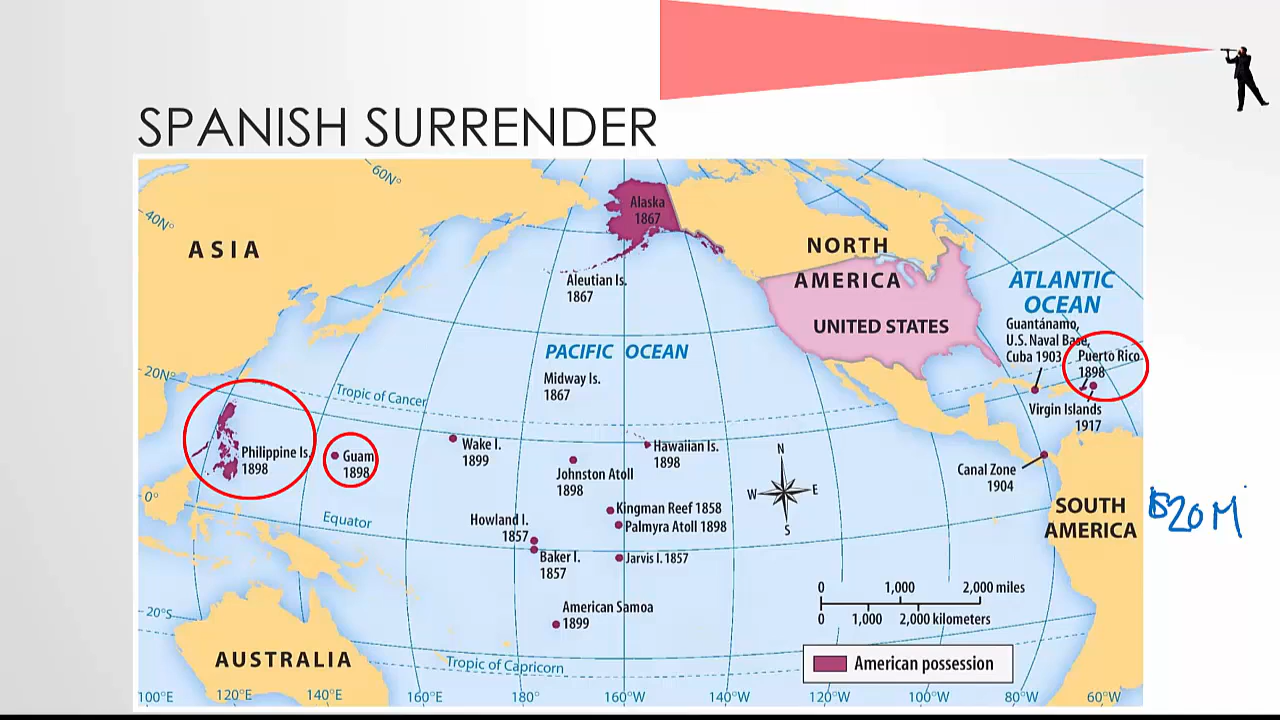 SPANISH SURRENDER
60N°
40N°
ASIA
Alaska
1867
NORTH
AMERICA
UNITED STATES
ATLANTIC
OCEAN
Aleutian Is.
1867
Guantánamo,
U.S. Naval Base,
Cuba 1903
Puerto Rico
1898
PACIFIC OCEAN
Midway Is.
1867
20N°
Tropic of Cancer
Virgin Islands
1917
Philippine Is.
1898
Guam
1898
Wake I.
1899
Hawaiian Is.
1898
Johnston Atoll
1898
N
W
E
S
Canal Zone
1904
0°
Equator
Kingman Reef 1858
Palmyra Atoll 1898
Howland I.
1857
Baker I.
1857
Jarvis I. 1857
SOUTH
AMERICA
$20 M
0 1,000 2,000 miles
0 1,000 2,000 kilometers
20°S
American Samoa
1899
AUSTRALIA
Tropic of Capricorn
American possession
100°E 120°E 140°E 160°E 180° 160°W 140°W 120°W 100°W 80°W 60°W